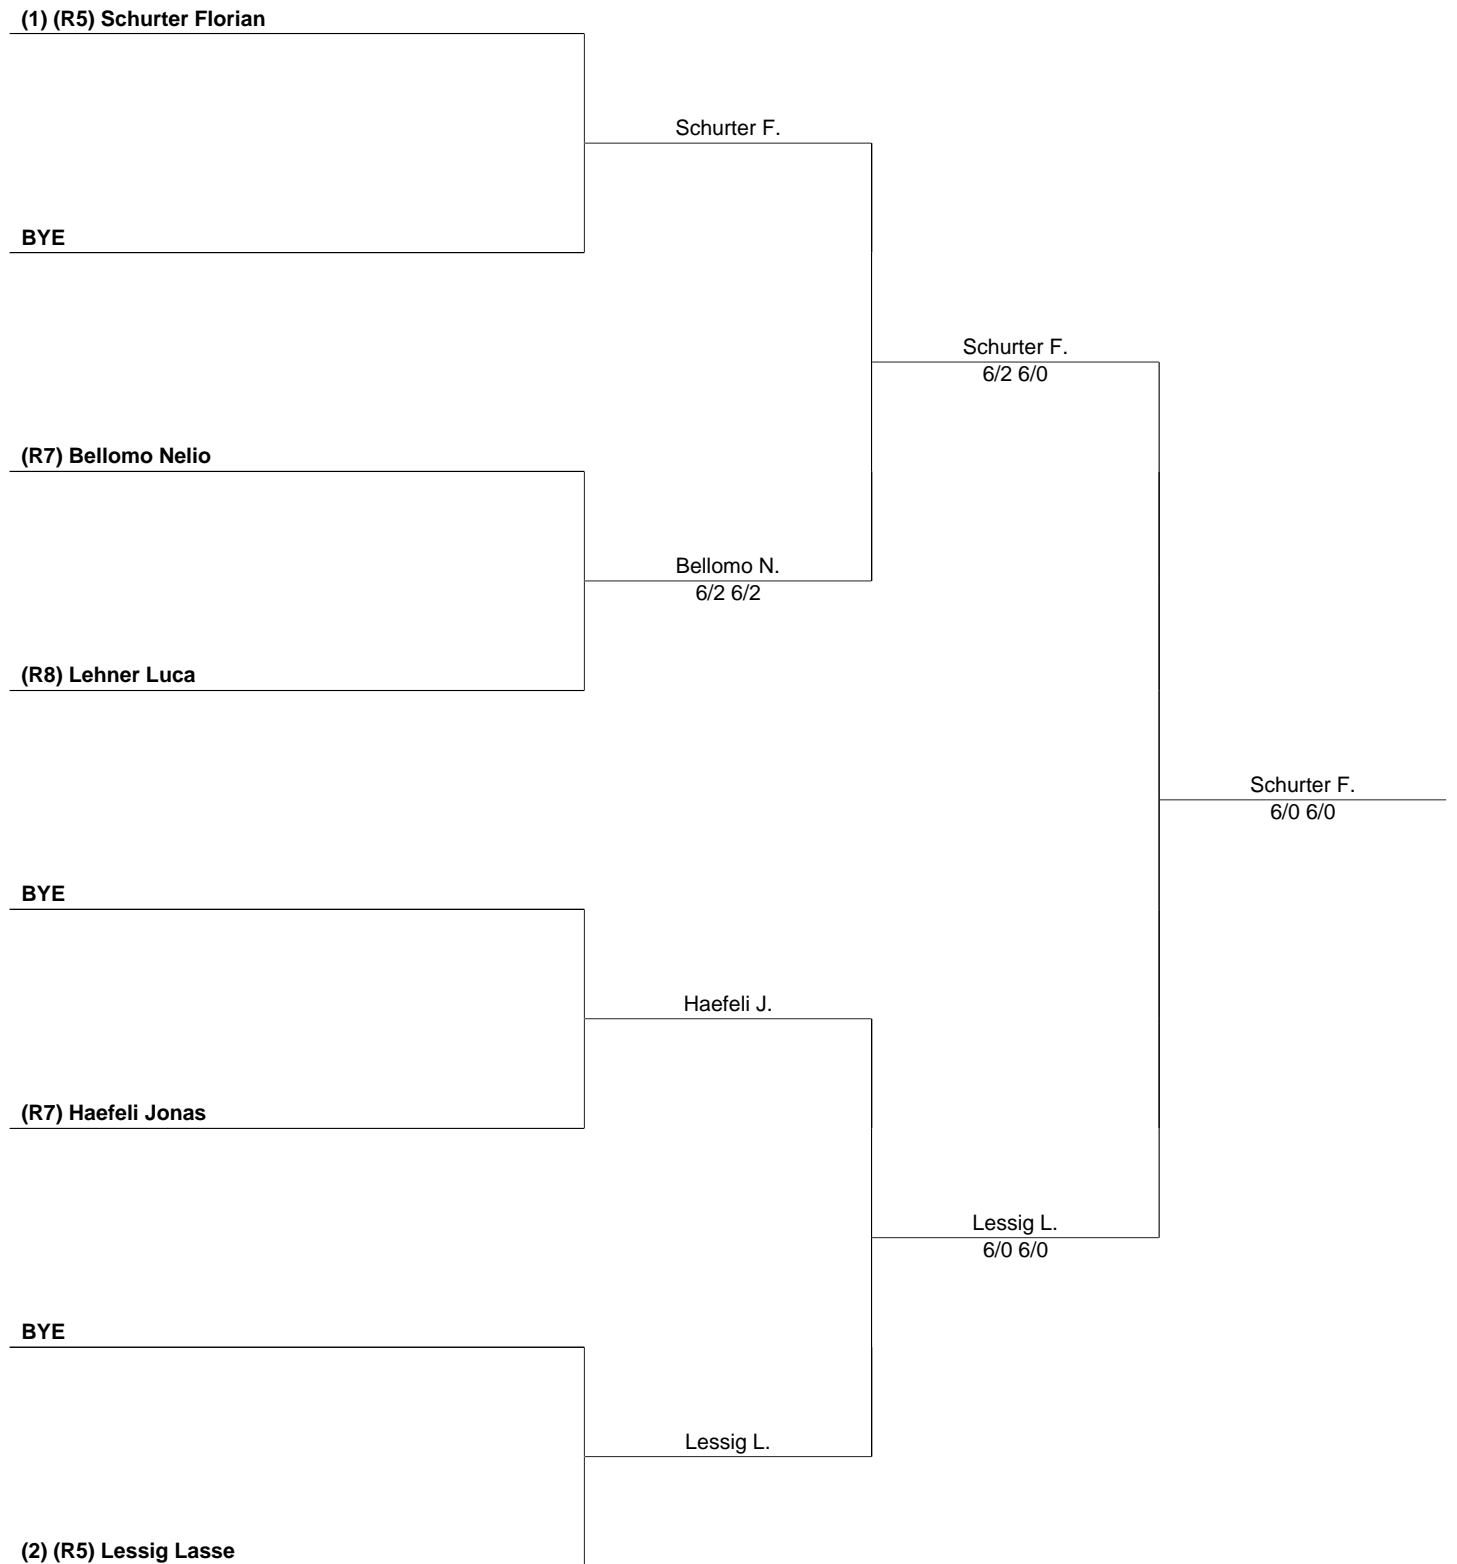 (1) (R5) Schurter Florian
Schurter F.
BYE
Schurter F.
6/2 6/0
(R7) Bellomo Nelio
Bellomo N.
6/2 6/2
(R8) Lehner Luca
Schurter F.
6/0 6/0
BYE
Haefeli J.
(R7) Haefeli Jonas
Lessig L.
6/0 6/0
BYE
Lessig L.
(2) (R5) Lessig Lasse